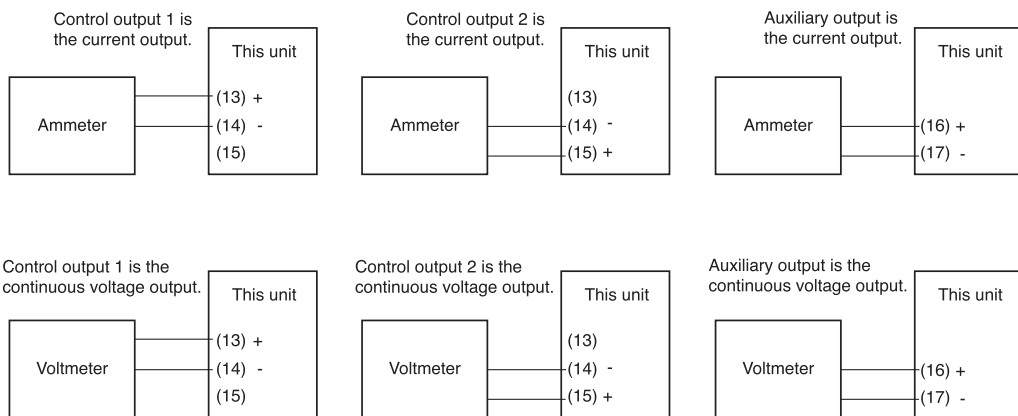 Control output 1 is
the current output.
This unit
Ammeter
(13) +
(14) -
(15)
Control output 2 is
the current output.
This unit
Ammeter
(13)
(14) -
(15) +
Auxiliary output is
the current output.
This unit
Ammeter
(16) +
(17) -
Control output 1 is the
continuous voltage output.
This unit
Voltmeter
(13) +
(14) -
(15)
Control output 2 is the
continuous voltage output.
This unit
Voltmeter
(13)
(14) -
(15) +
Auxiliary output is the
continuous voltage output.
This unit
Voltmeter
(16) +
(17) -